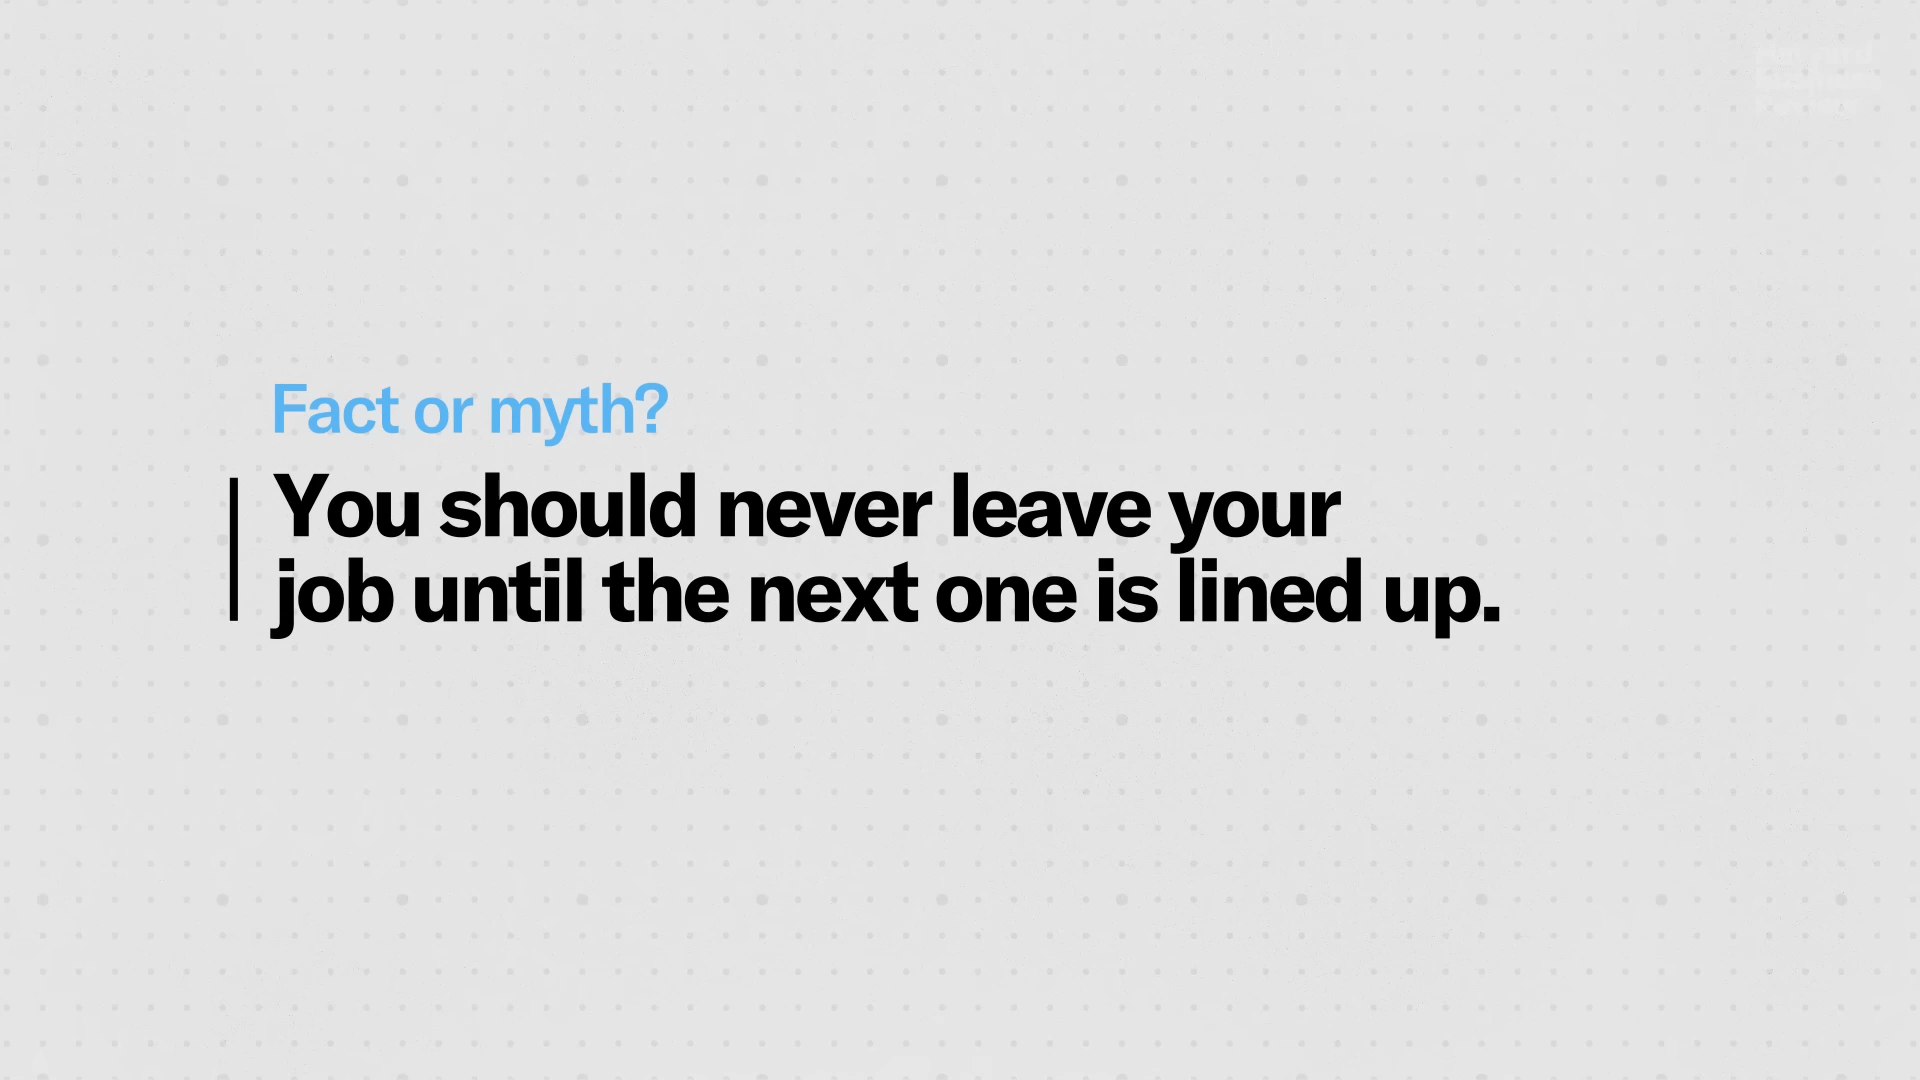 Fact or myth?
You should never leave your
job until the next one is lined up.